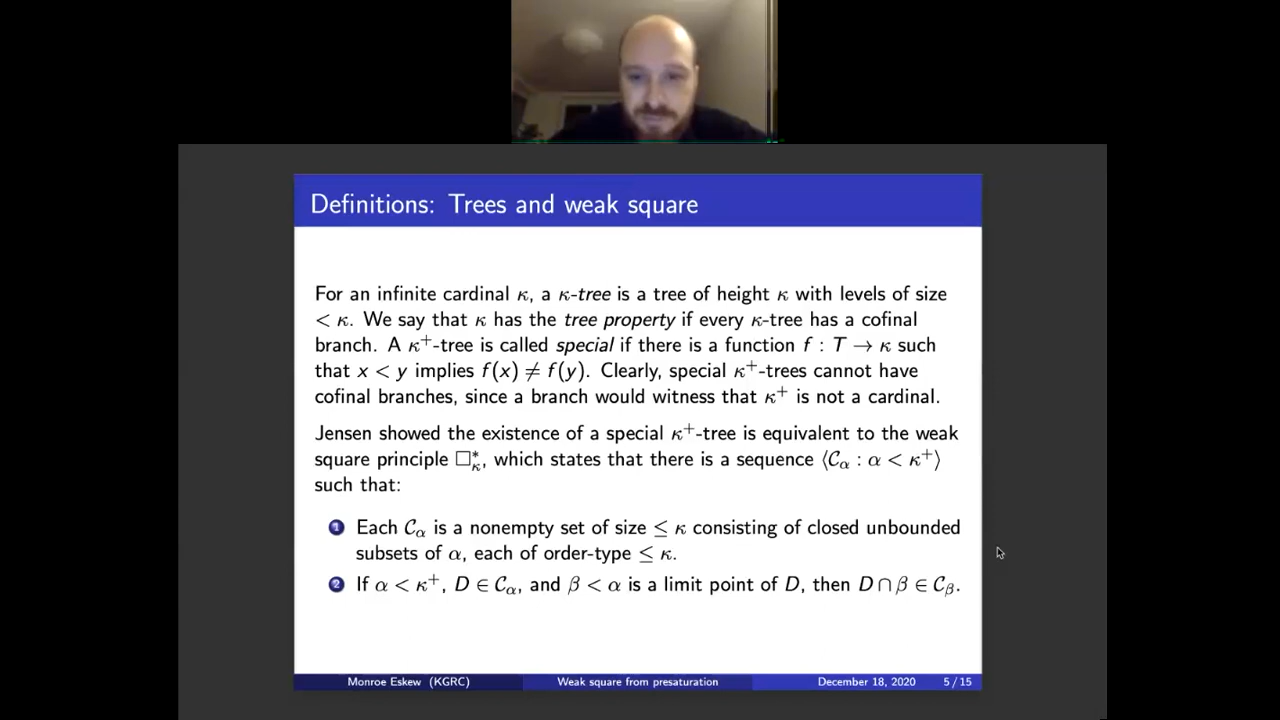 Definitions: Trees and weak square
For an infinite cardinal κ, a κ-tree is a tree of height κ with levels of size
< κ. We say that κ has the tree property if every κ-tree has a cofinal
branch. A κ⁺-tree is called special if there is a function f : T → κ such
that x < y implies f(x) ≠ f(y). Clearly, special κ⁺-trees cannot have
cofinal branches, since a branch would witness that κ⁺ is not a cardinal.
Jensen showed the existence of a special κ⁺-tree is equivalent to the weak
square principle □*κ, which states that there is a sequence ⟨Cα : α < κ⁺⟩
such that:
1 Each Cα is a nonempty set of size ≤ κ consisting of closed unbounded
subsets of α, each of order-type ≤ κ.
2 If α < κ⁺, D ∈ Cα, and β < α is a limit point of D, then D ∩ β ∈ Cβ.
Monroe Eskew (KGRC) Weak square from presaturation December 18, 2020 5 / 15